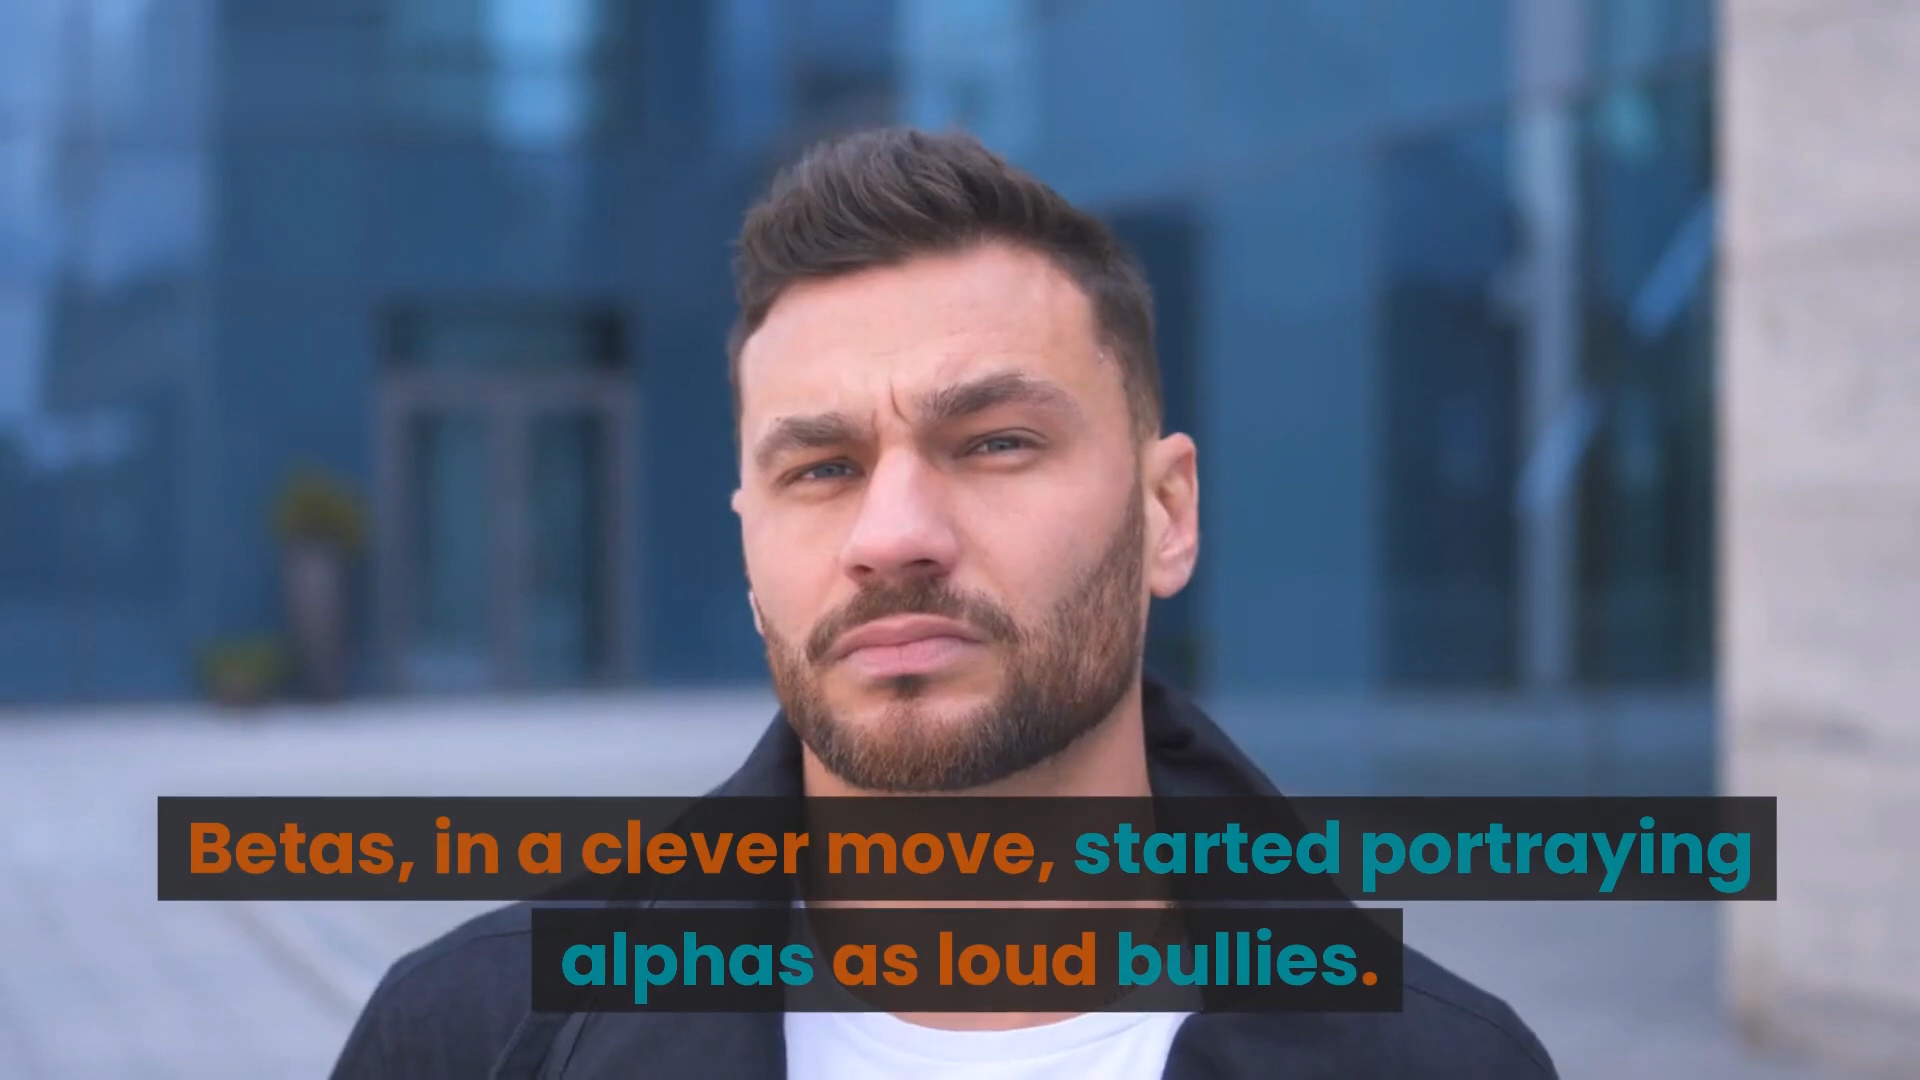 Betas, in a clever move, started portraying
alphas as loud bullies.